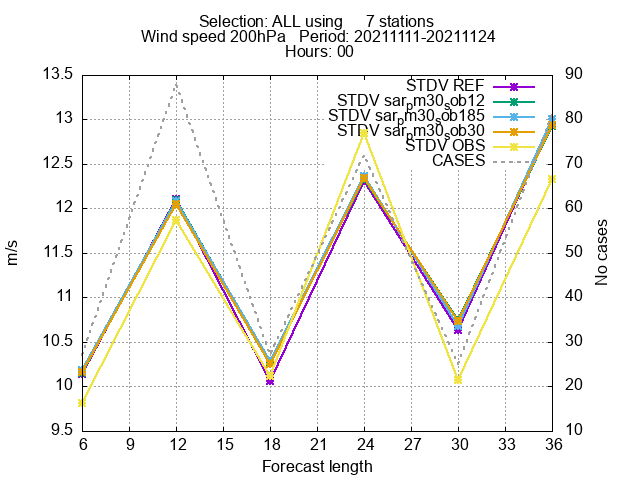 Selection: ALL using 7 stations
Wind speed 200hPa Period: 20211111-20211124
Hours: 00
13.5
13
12.5
12
11.5
11
10.5
10
9.5
m/s
90
80
70
60
50
40
30
20
10
No cases
STDV REF
STDV sarpm30sob12
STDV sarpm30sob185
STDV sarpm30sob30
STDV OBS
CASES
6 9 12 15 18 21 24 27 30 33 36
Forecast length